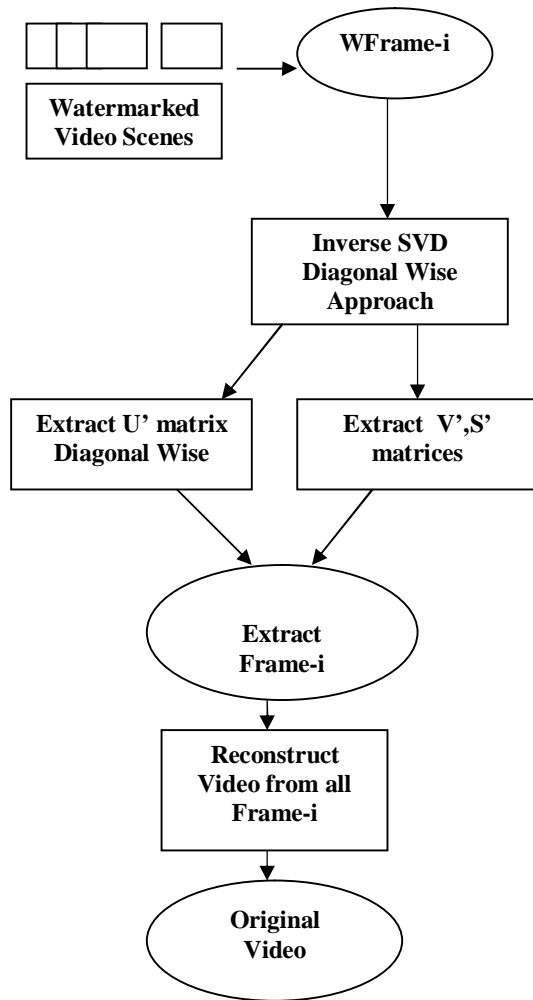 WFrame-i
Watermarked
Video Scenes
Inverse SVD
Diagonal Wise
Approach
Extract U’ matrix
Diagonal Wise
Extract V’,S’
matrices
Extract
Frame-i
Reconstruct
Video from all
Frame-i
Original
Video